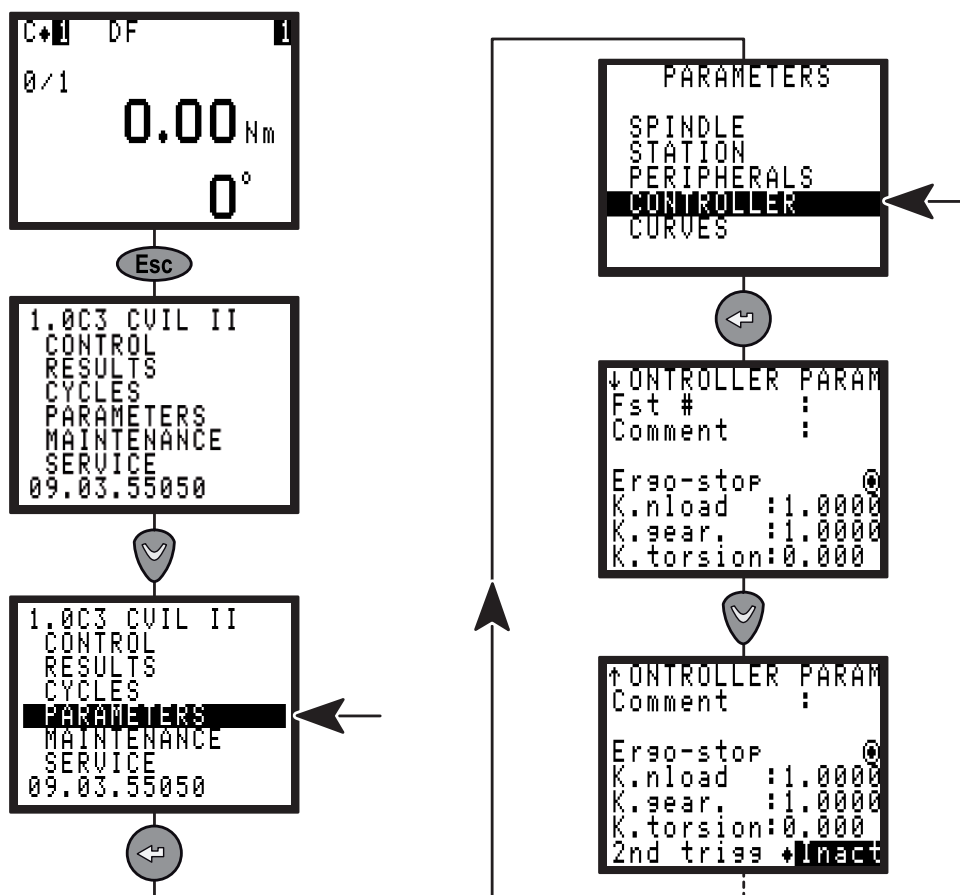 C♦1 DF 1
0/1
0.00 Nm
0°
Esc
1.0C3 CVIL II
CONTROL
RESULTS
CYCLES
PARAMETERS
MAINTENANCE
SERVICE
09.03.55050
1.0C3 CVIL II
CONTROL
RESULTS
CYCLES
PARAMETERS
MAINTENANCE
SERVICE
09.03.55050
PARAMETERS
SPINDLE
STATION
PERIPHERALS
CONTROLLER
CURVES
↓ONTROLLER PARAM
Fst # :
Comment :
Ergo-stop
K.nload :1.0000
K.gear. :1.0000
K.torsion:0.000
↑ONTROLLER PARAM
Comment :
Ergo-stop
K.nload :1.0000
K.gear. :1.0000
K.torsion:0.000
2nd trigg ♦Inact